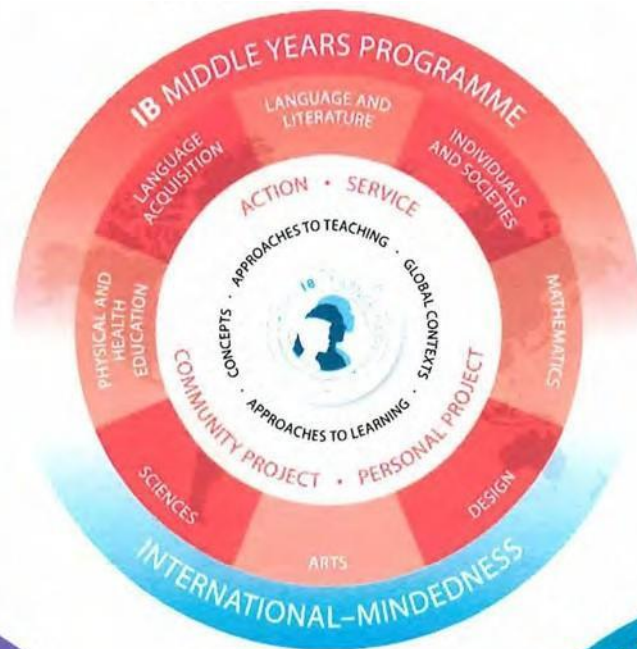 IB MIDDLE YEARS PROGRAMME
LANGUAGE AND
LITERATURE
LANGUAGE
ACQUISITION
INDIVIDUALS
AND SOCIETIES
PHYSICAL AND
HEALTH
EDUCATION
MATHEMATICS
SCIENCES
ARTS
DESIGN
ACTION · SERVICE
COMMUNITY PROJECT · PERSONAL PROJECT
APPROACHES TO TEACHING · GLOBAL CONTEXTS · APPROACHES TO LEARNING · CONCEPTS ·
IB
INTERNATIONAL–MINDEDNESS